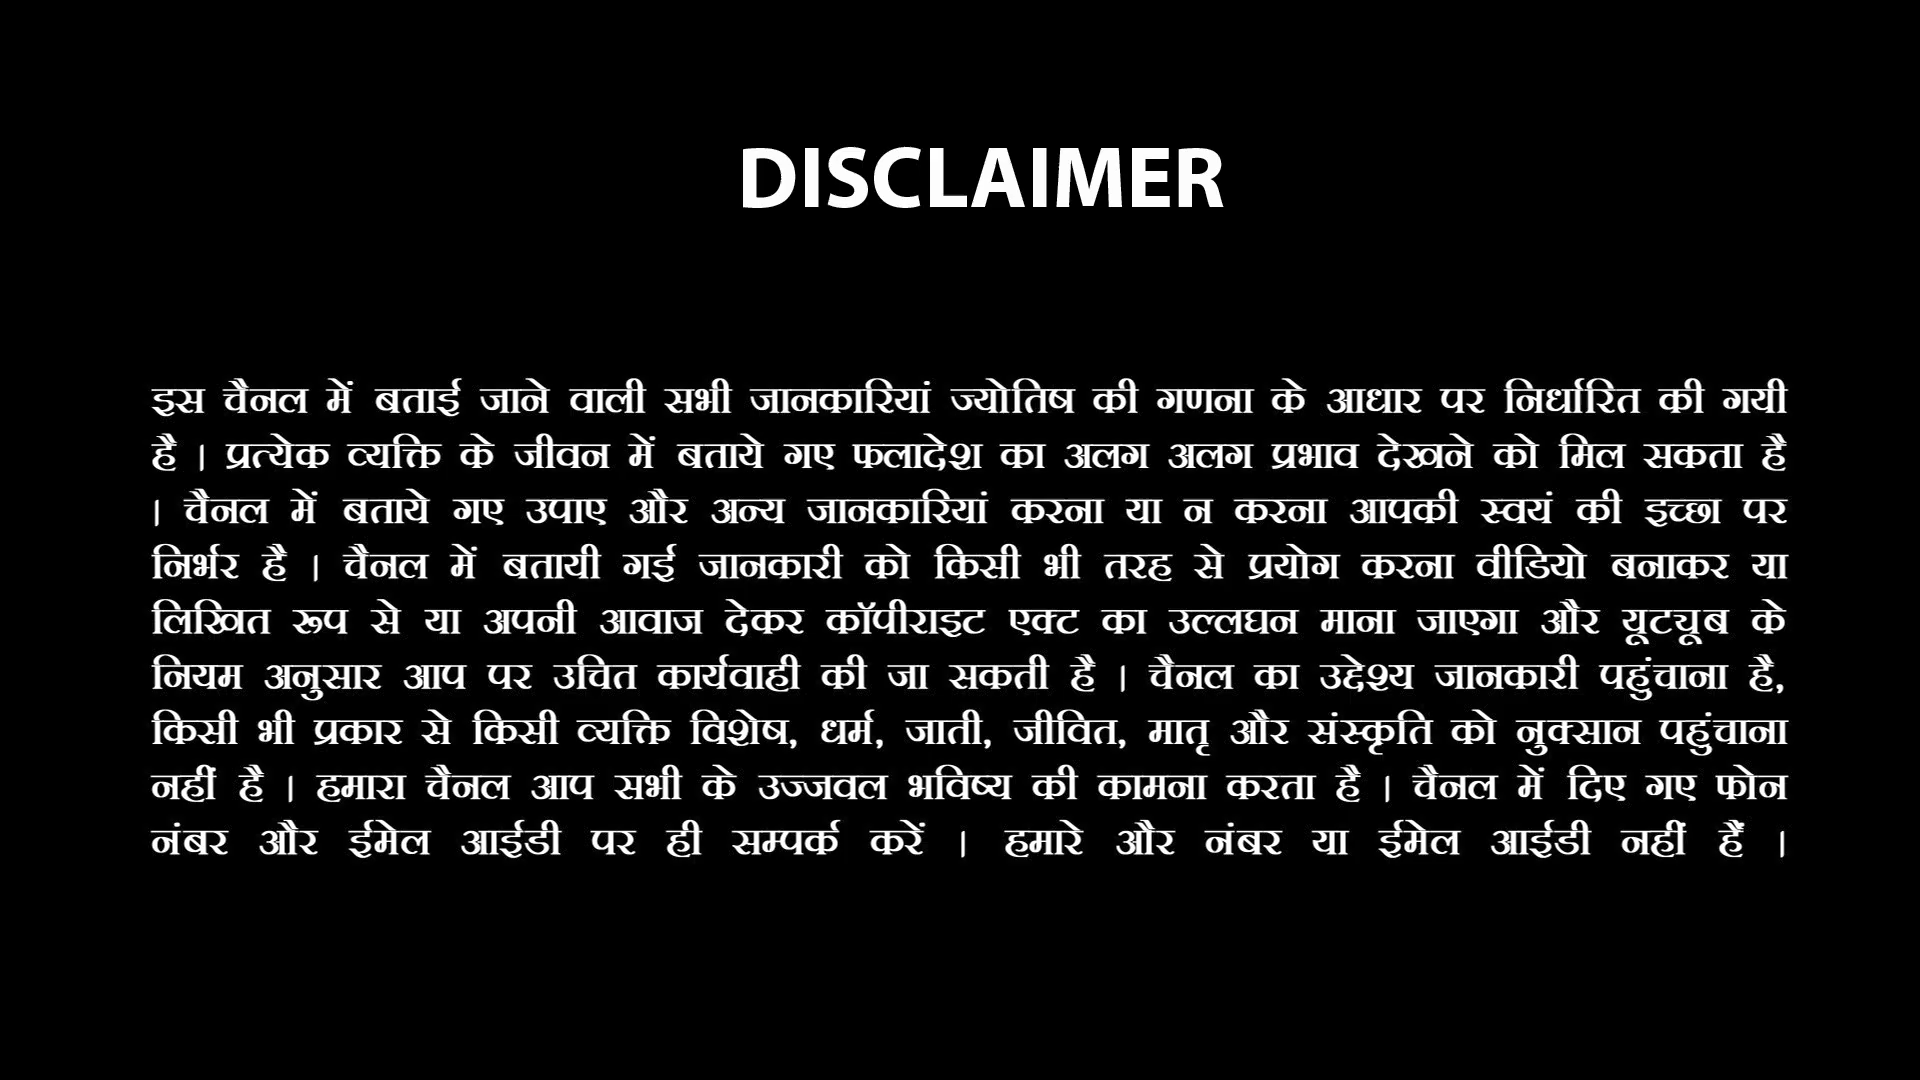 DISCLAIMER
इस चैनल में बताई जाने वाली सभी जानकारियां ज्योतिष की गणना के आधार पर निर्धारित की गयी
है । प्रत्येक व्यक्ति के जीवन में बताये गए फलादेश का अलग अलग प्रभाव देखने को मिल सकता है
। चैनल में बताये गए उपाए और अन्य जानकारियां करना या न करना आपकी स्वयं की इच्छा पर
निर्भर है । चैनल में बतायी गई जानकारी को किसी भी तरह से प्रयोग करना वीडियो बनाकर या
लिखित रूप से या अपनी आवाज देकर कॉपीराइट एक्ट का उल्लघन माना जाएगा और यूटच्यूब के
नियम अनुसार आप पर उचित कार्यवाही की जा सकती है । चैनल का उद्देश्य जानकारी पहुंचाना है,
किसी भी प्रकार से किसी व्यक्ति विशेष, धर्म, जाती, जीवित, मातृ और संस्कृति को नुक्सान पहुंचाना
नहीं है । हमारा चैनल आप सभी के उज्जवल भविष्य की कामना करता है । चैनल में दिए गए फोन
नंबर और ईमेल आईडी पर ही सम्पर्क करें । हमारे और नंबर या ईमेल आईडी नहीं हैं ।